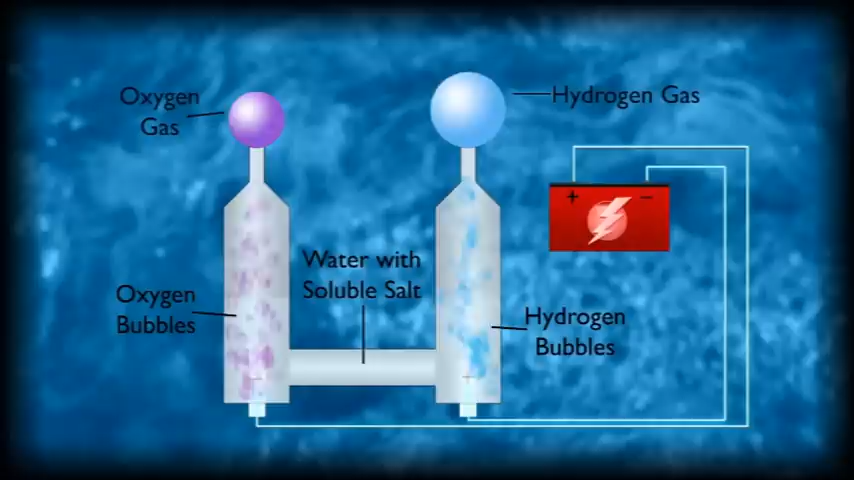 Oxygen
Gas
Hydrogen Gas
+ −
Water with
Soluble Salt
Oxygen
Bubbles
Hydrogen
Bubbles